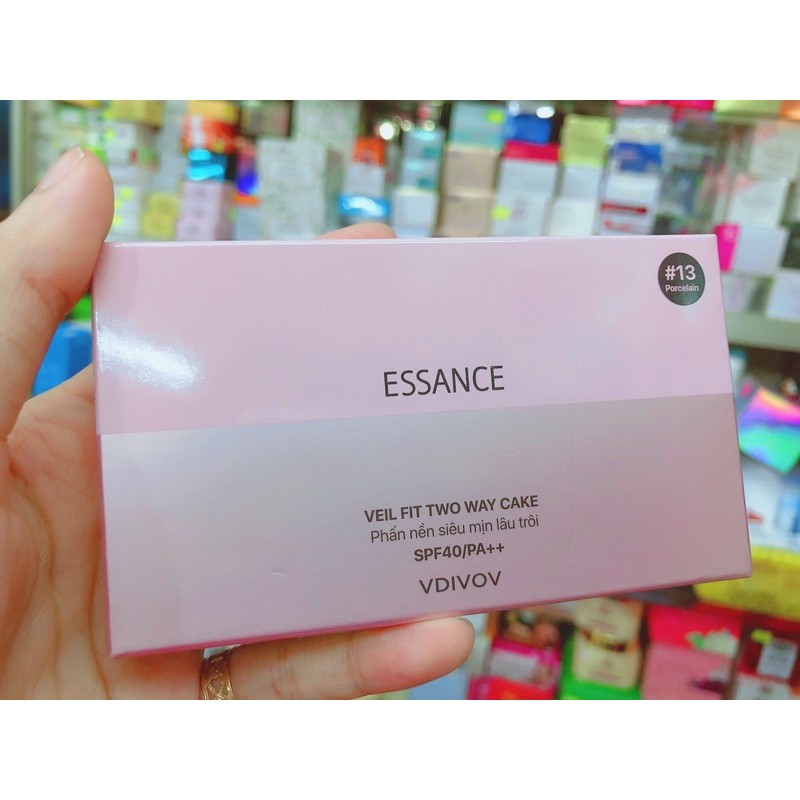 #13
Porcelain
ESSANCE
VEIL FIT TWO WAY CAKE
Phấn nền siêu mịn lâu trôi
SPF40/PA++
VDIVOV